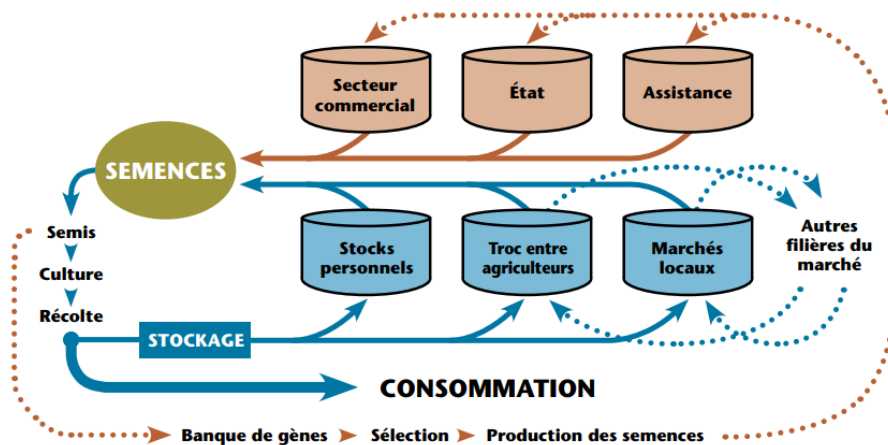 Secteur
commercial
État
Assistance
SEMENCES
Semis
Culture
Récolte
Stocks
personnels
Troc entre
agriculteurs
Marchés
locaux
Autres
filières du
marché
STOCKAGE
CONSOMMATION
Banque de gènes
Sélection
Production des semences